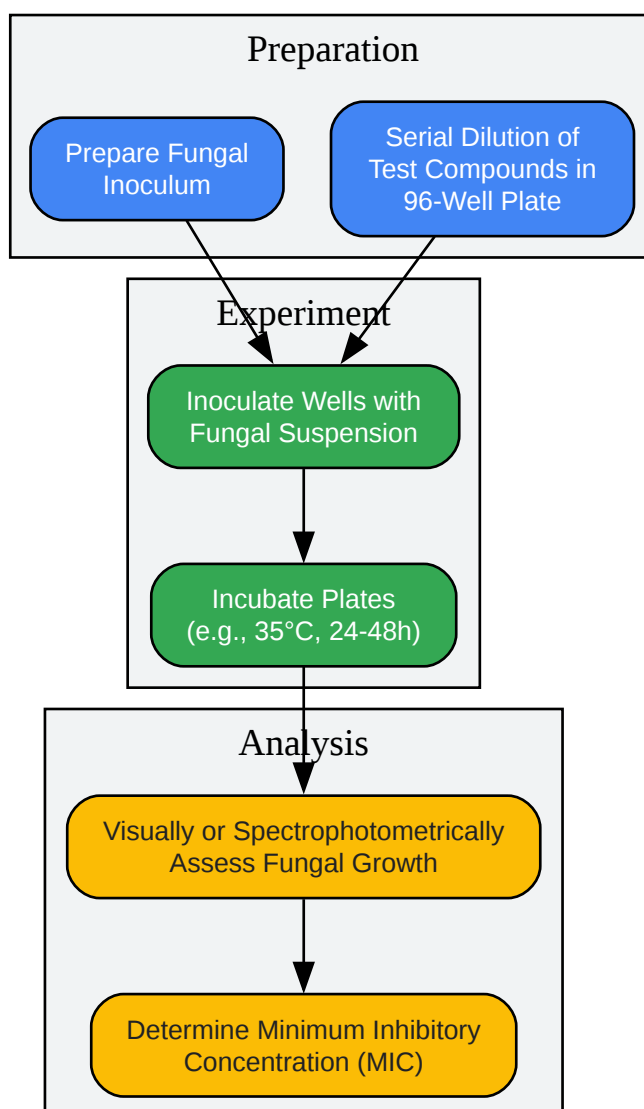 Preparation
Prepare Fungal
Inoculum
Serial Dilution of
Test Compounds in
96-Well Plate
Experiment
Inoculate Wells with
Fungal Suspension
Incubate Plates
(e.g., 35°C, 24-48h)
Analysis
Visually or Spectrophotometrically
Assess Fungal Growth
Determine Minimum Inhibitory
Concentration (MIC)